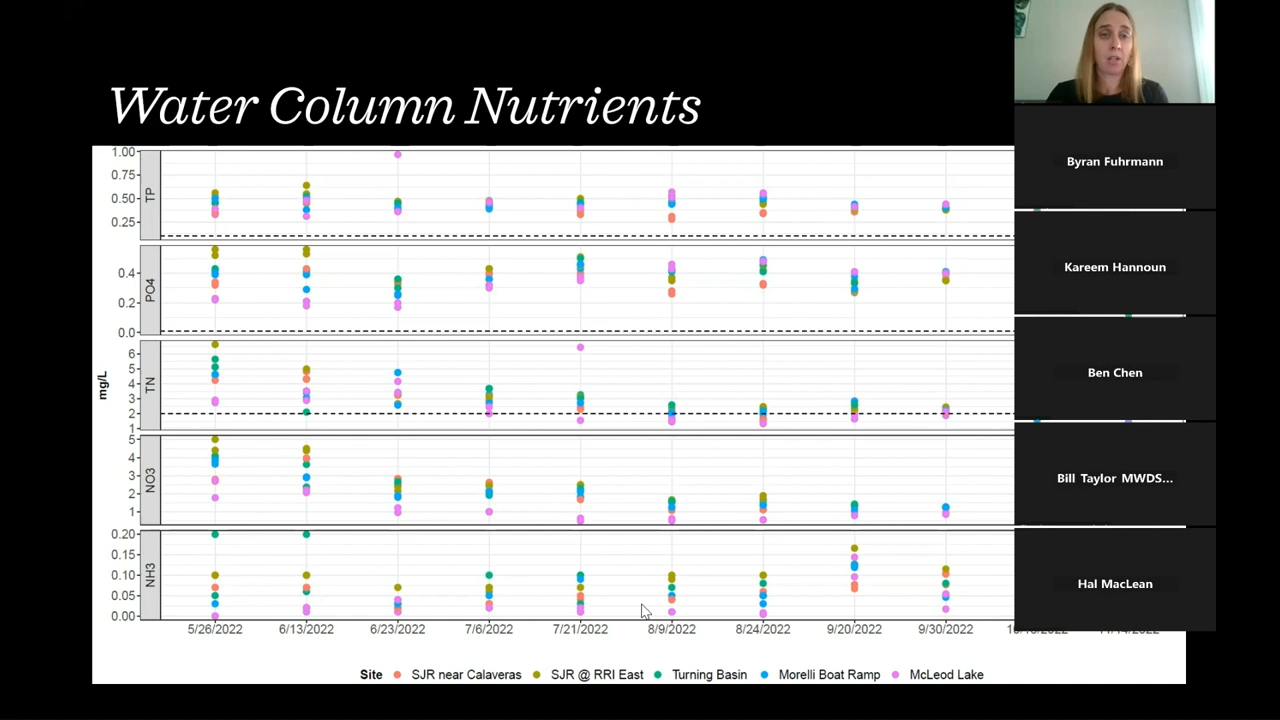 Water Column Nutrients
Byran Fuhrmann
Kareem Hannoun
Ben Chen
Bill Taylor MWDS...
Hal MacLean
mg/L
TP
1.00
0.75
0.50
0.25
PO4
0.4
0.2
0.0
TN
6
5
4
3
2
1
NO3
5
4
3
2
1
NH3
0.20
0.15
0.10
0.05
0.00
5/26/2022 6/13/2022 6/23/2022 7/6/2022 7/21/2022 8/9/2022 8/24/2022 9/20/2022 9/30/2022
Site SJR near Calaveras SJR @ RRI East Turning Basin Morelli Boat Ramp McLeod Lake